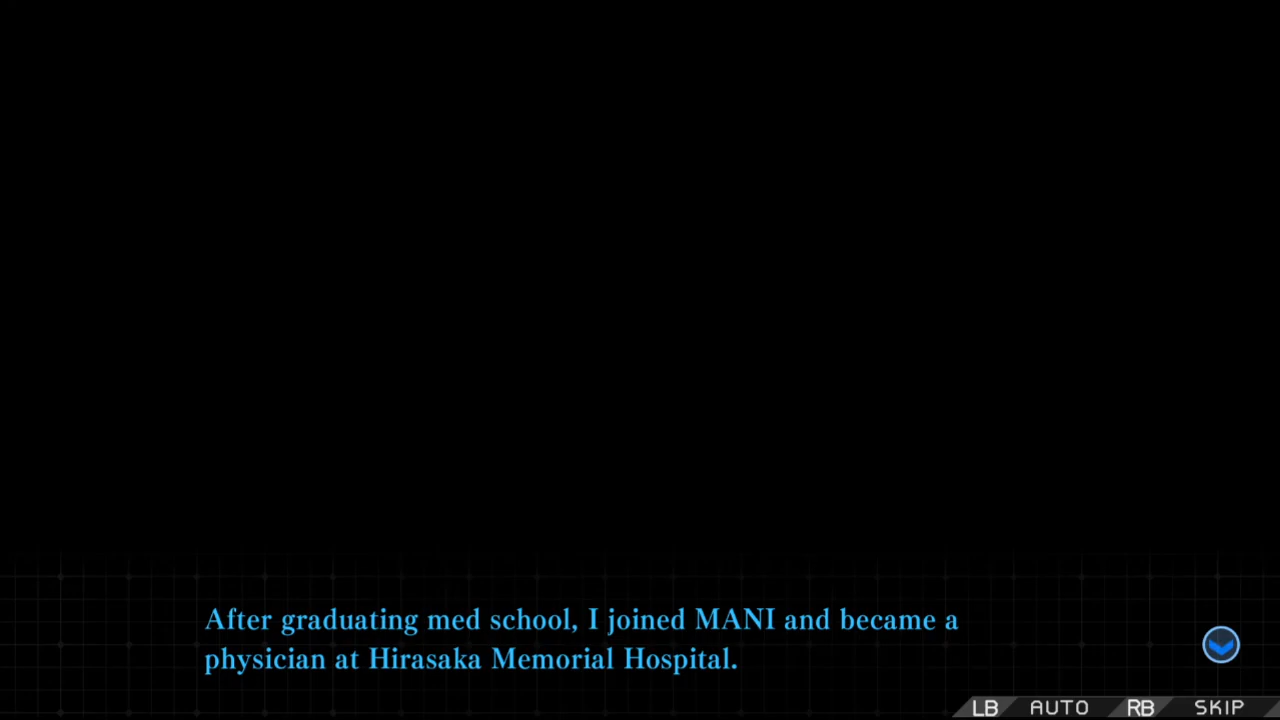 After graduating med school, I joined MANI and became a
physician at Hirasaka Memorial Hospital.
LB AUTO RB SKIP